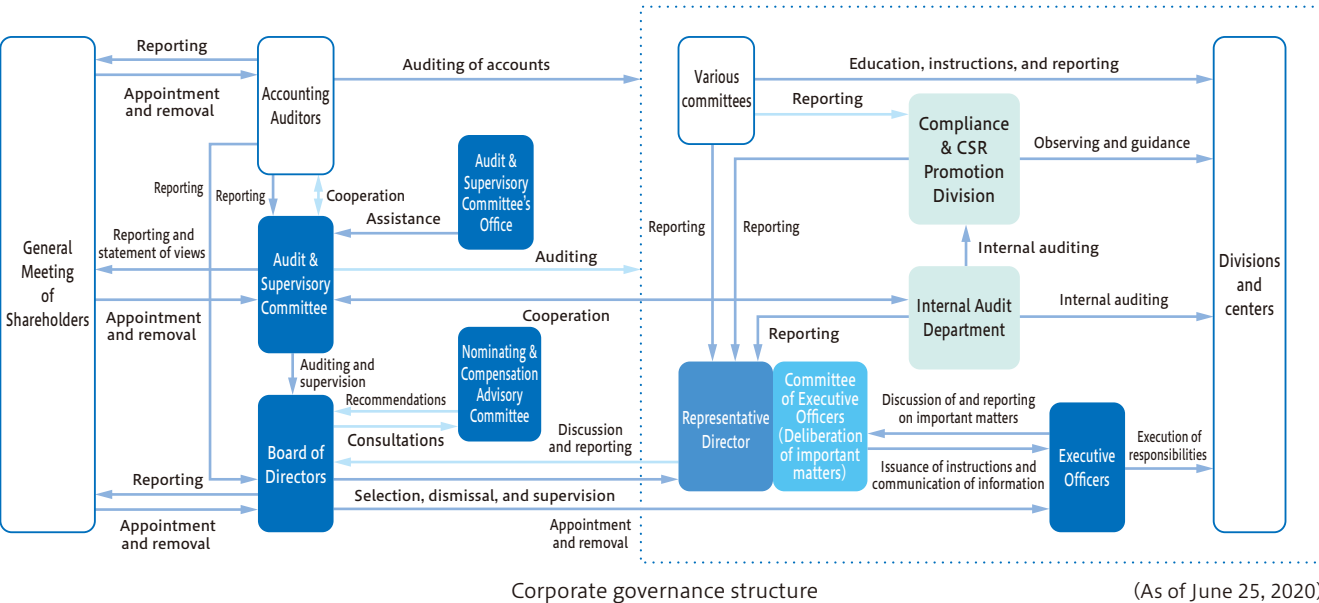 General
Meeting
of
Shareholders
Reporting
Appointment
and removal
Accounting
Auditors
Auditing of accounts
Reporting
Reporting
Cooperation
Audit &
Supervisory
Committee's
Office
Assistance
Reporting and
statement of views
Audit &
Supervisory
Committee
Auditing
Appointment
and removal
Cooperation
Auditing and
supervision
Nominating &
Compensation
Advisory
Committee
Recommendations
Consultations
Board of
Directors
Discussion
and reporting
Reporting
Selection, dismissal, and supervision
Appointment
and removal
Appointment
and removal
Various
committees
Education, instructions, and reporting
Reporting
Compliance
& CSR
Promotion
Division
Observing and guidance
Reporting
Reporting
Internal auditing
Internal Audit
Department
Internal auditing
Reporting
Divisions
and
centers
Representative
Director
Committee
of Executive
Officers
(Deliberation
of important
matters)
Discussion of and reporting
on important matters
Issuance of instructions and
communication of information
Executive
Officers
Execution of
responsibilities
Corporate governance structure
(As of June 25, 2020)